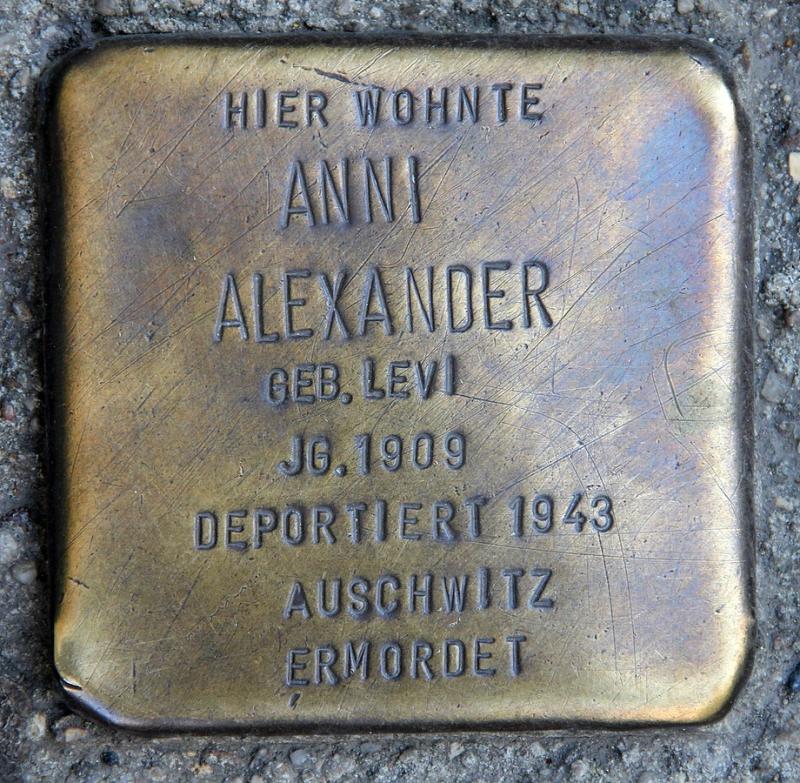 HIER WOHNTE
ANNI
ALEXANDER
GEB. LEVI
JG. 1909
DEPORTIERT 1943
AUSCHWITZ
ERMORDET